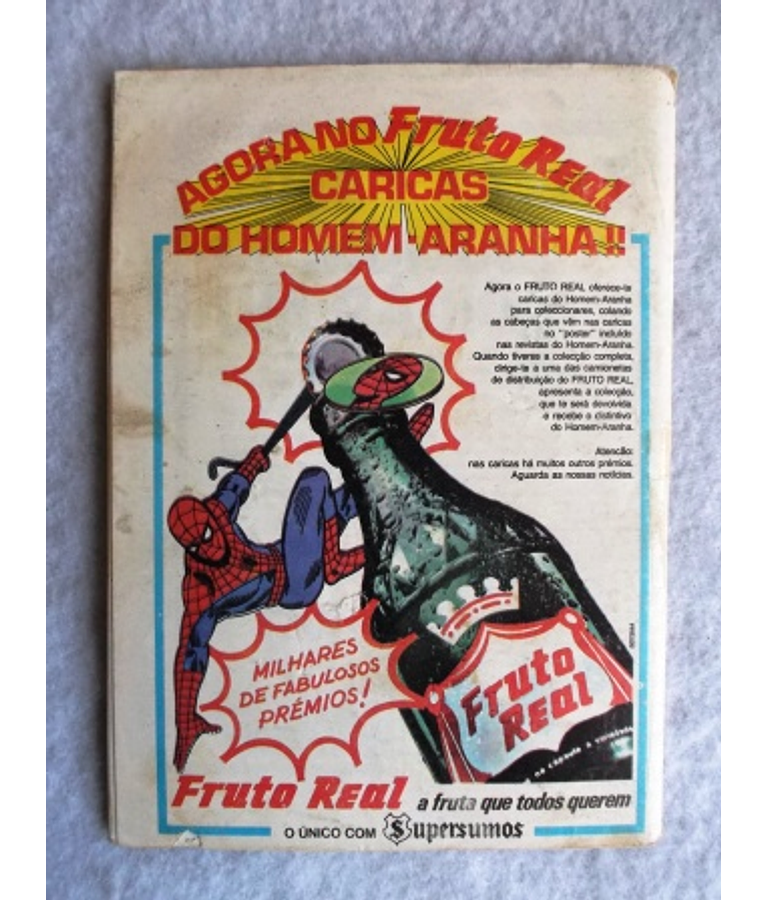 AGORA NO Fruto Real
CARICAS
DO HOMEM-ARANHA!!
Agora o FRUTO REAL oferece-te
caricas do Homem-Aranha
para coleccionares, colando
as cabeças que vêm nas caricas
no "poster" incluído
nas revistas do Homem-Aranha.
Quando tiveres a colecção completa,
dirige-te a uma das camionetas
de distribuição do FRUTO REAL,
apresenta a colecção,
que te será devolvida
e recebe o distintivo
do Homem-Aranha.
Atenção:
nas caricas há muitos outros prémios.
Aguarda as nossas notícias.
MILHARES
DE FABULOSOS
PRÉMIOS!
Fruto
Real
Fruto Real a fruta que todos querem
O ÚNICO COM Supersumos